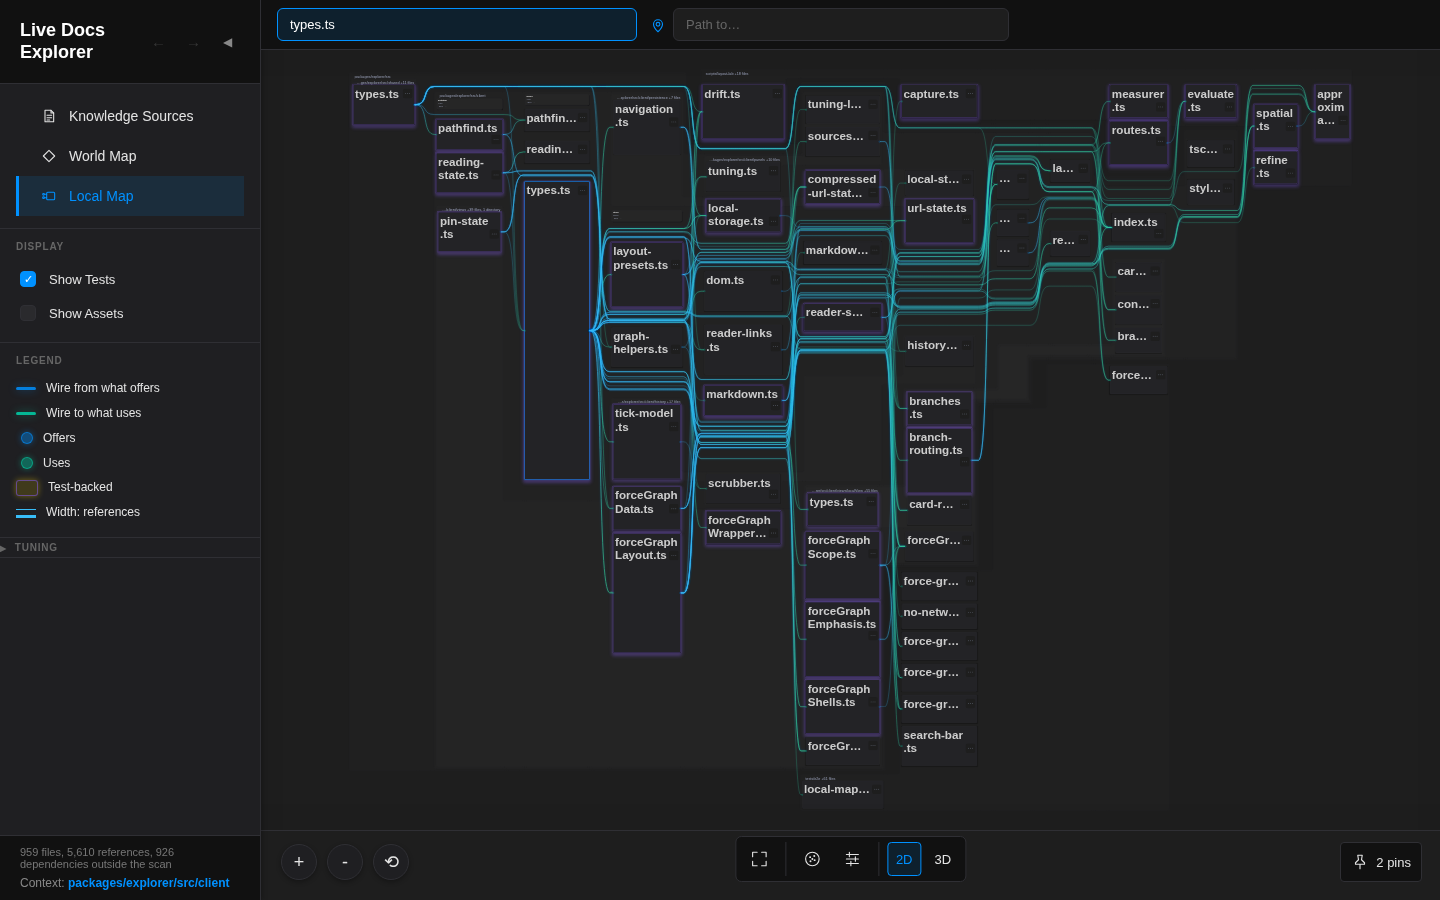 Live Docs
Explorer
← → ◀
Knowledge Sources
World Map
Local Map
DISPLAY
Show Tests
Show Assets
LEGEND
Wire from what offers
Wire to what uses
Offers
Uses
Test-backed
Width: references
TUNING
959 files, 5,610 references, 926
dependencies outside the scan
Context: packages/explorer/src/client
types.ts
Path to…
types.ts
pathfind.ts
reading-
state.ts
pin-state
.ts
pathfin…
readin…
types.ts
navigation
.ts
layout-
presets.ts
graph-
helpers.ts
tick-model
.ts
forceGraph
Data.ts
forceGraph
Layout.ts
drift.ts
tuning.ts
local-
storage.ts
dom.ts
reader-links
.ts
markdown.ts
scrubber.ts
forceGraph
Wrapper…
tuning-l…
sources…
compressed
-url-stat…
markdow…
reader-s…
types.ts
forceGraph
Scope.ts
forceGraph
Emphasis.ts
forceGraph
Shells.ts
forceGr…
local-map…
capture.ts
local-st…
url-state.ts
history…
branches
.ts
branch-
routing.ts
card-r…
forceGr…
force-gr…
no-netw…
force-gr…
force-gr…
force-gr…
search-bar
.ts
…
…
…
la…
re…
measurer
.ts
routes.ts
index.ts
car…
con…
bra…
force…
evaluate
.ts
tsc…
styl…
spatial
.ts
refine
.ts
appr
oxim
a…
+
-
⟲
2D
3D
2 pins